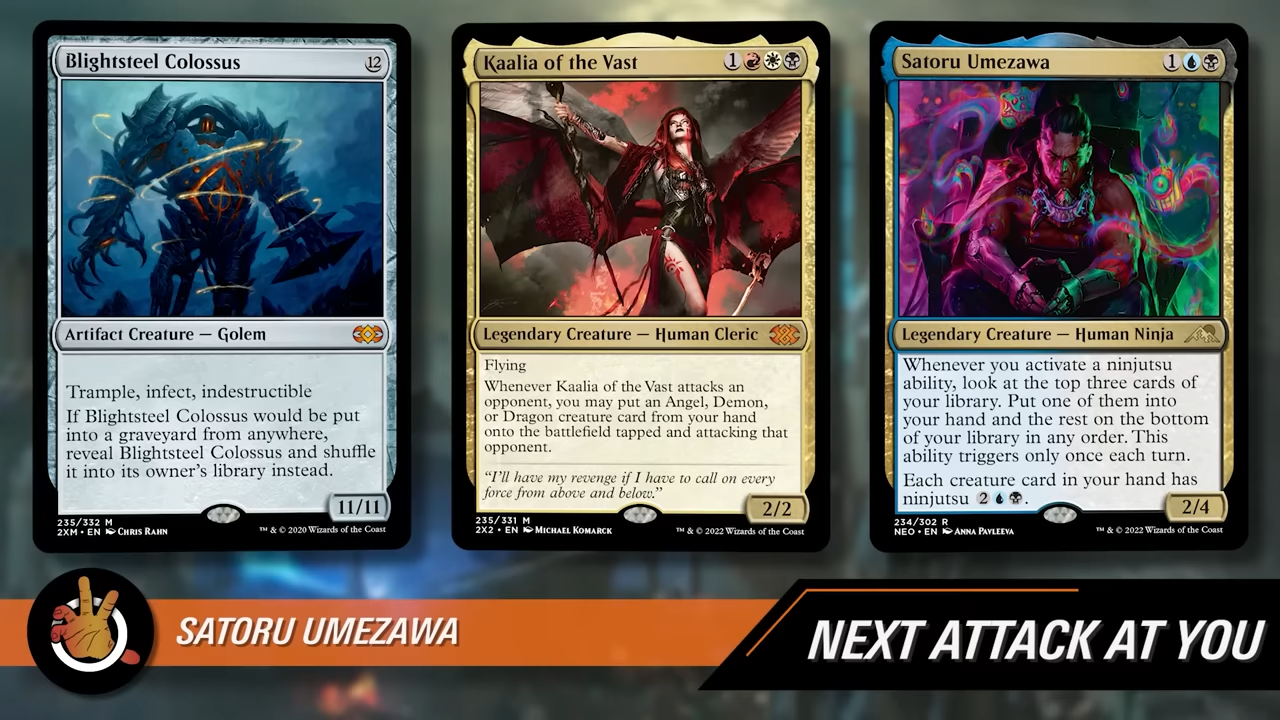 Blightsteel Colossus 12
Artifact Creature — Golem
Trample, infect, indestructible
If Blightsteel Colossus would be put
into a graveyard from anywhere,
reveal Blightsteel Colossus and shuffle
it into its owner's library instead.
11/11
235/332 M
2XM • EN Chris Rahn
™ & © 2020 Wizards of the Coast
Kaalia of the Vast 1
Legendary Creature — Human Cleric
Flying
Whenever Kaalia of the Vast attacks an
opponent, you may put an Angel, Demon,
or Dragon creature card from your hand
onto the battlefield tapped and attacking that
opponent.
"I'll have my revenge if I have to call on every
force from above and below."
2/2
235/331 M
2X2 • EN Michael Komarck
™ & © 2022 Wizards of the Coast
Satoru Umezawa 1
Legendary Creature — Human Ninja
Whenever you activate a ninjutsu
ability, look at the top three cards of
your library. Put one of them into
your hand and the rest on the bottom
of your library in any order. This
ability triggers only once each turn.
Each creature card in your hand has
ninjutsu 2.
2/4
234/302 R
NEO • EN Anna Pavleeva
™ & © 2022 Wizards of the Coast
SATORU UMEZAWA
NEXT ATTACK AT YOU